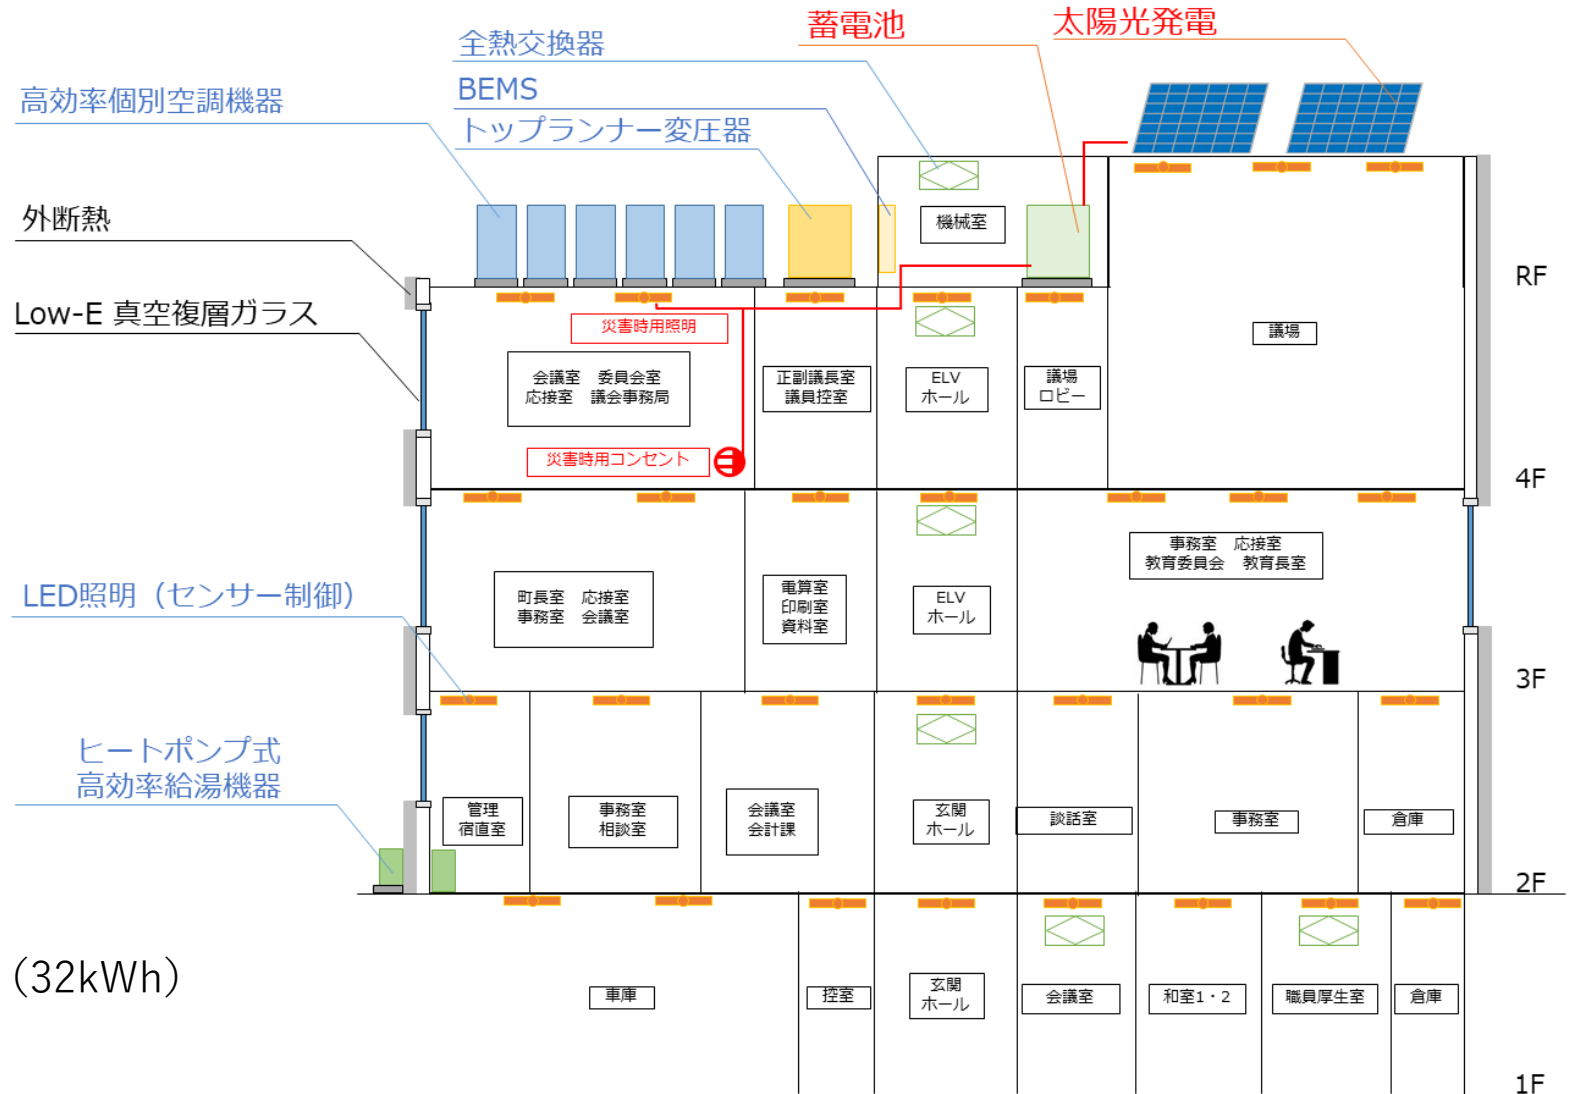 蓄電池
太陽光発電
全熱交換器
BEMS
高効率個別空調機器
トップランナー変圧器
外断熱
機械室
RF
Low-E 真空複層ガラス
災害時用照明
議場
会議室　委員会室
応接室　議会事務局
正副議長室
議員控室
ELV
ホール
議場
ロビー
災害時用コンセント
4F
事務室　応接室
教育委員会　教育長室
LED照明（センサー制御）
町長室　応接室
事務室　会議室
電算室
印刷室
資料室
ELV
ホール
3F
ヒートポンプ式
高効率給湯機器
管理
宿直室
事務室
相談室
会議室
会計課
玄関
ホール
談話室
事務室
倉庫
2F
(32kWh)
車庫
控室
玄関
ホール
会議室
和室1・2
職員厚生室
倉庫
1F